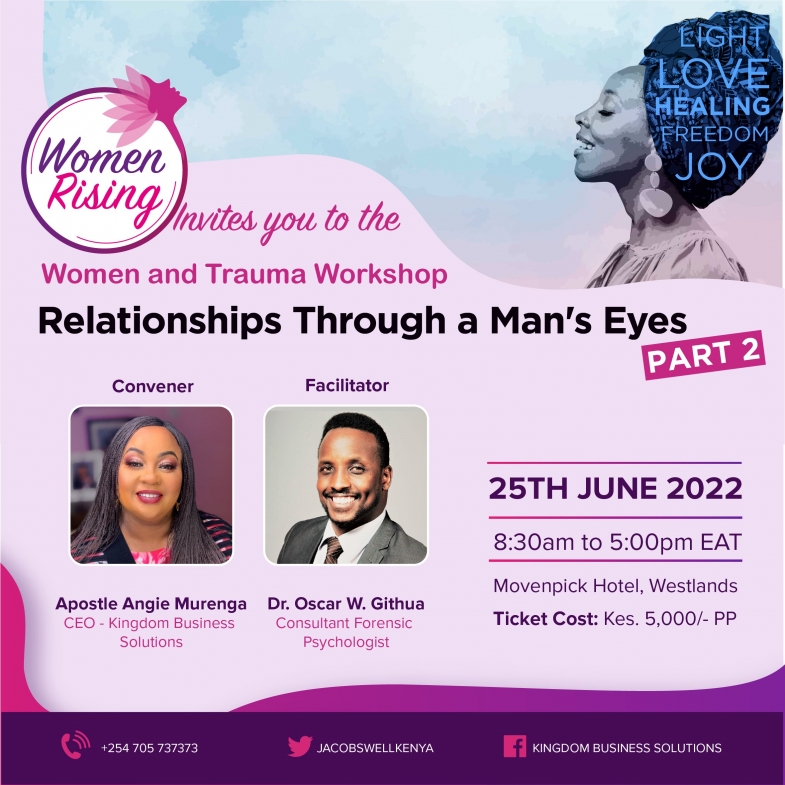 LIGHT
LOVE
HEALING
FREEDOM
JOY
Women
Rising
Invites you to the
Women and Trauma Workshop
Relationships Through a Man's Eyes
PART 2
Convener
Facilitator
Apostle Angie Murenga
CEO - Kingdom Business
Solutions
Dr. Oscar W. Githua
Consultant Forensic
Psychologist
25TH JUNE 2022
8:30am to 5:00pm EAT
Movenpick Hotel, Westlands
Ticket Cost: Kes. 5,000/- PP
+254 705 737373
JACOBSWELLKENYA
KINGDOM BUSINESS SOLUTIONS